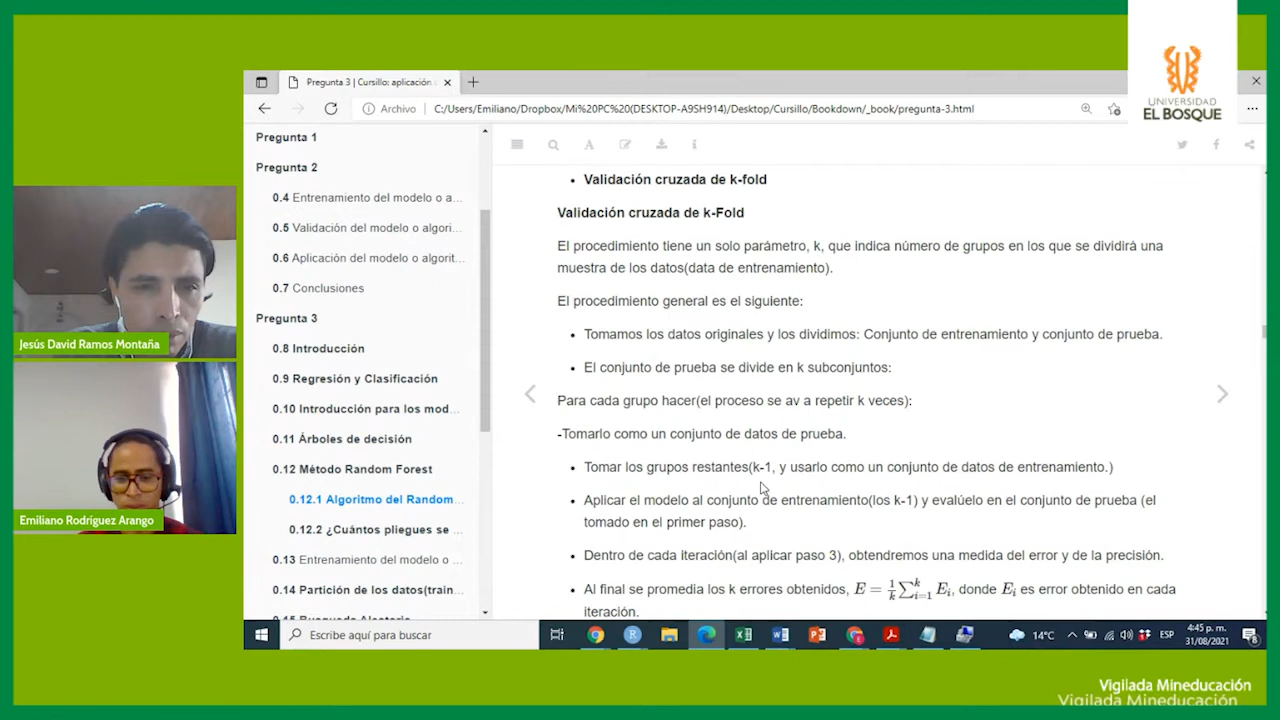 UNIVERSIDAD
EL BOSQUE
Pregunta 3 | Cursillo: aplicación
Archivo
C:/Users/Emiliano/Dropbox/Mi%20PC%20(DESKTOP-A9SH914)/Desktop/Cursillo/Bookdown/_book/pregunta-3.html
Pregunta 1
Pregunta 2
0.4 Entrenamiento del modelo o a...
0.5 Validación del modelo o algori...
0.6 Aplicación del modelo o algorit...
0.7 Conclusiones
Pregunta 3
0.8 Introducción
0.9 Regresión y Clasificación
0.10 Introducción para los mod...
0.11 Árboles de decisión
0.12 Método Random Forest
0.12.1 Algoritmo del Random...
0.12.2 ¿Cuántos pliegues se ...
0.13 Entrenamiento del modelo o ...
0.14 Partición de los datos(train...
• Validación cruzada de k-fold
Validación cruzada de k-Fold
El procedimiento tiene un solo parámetro, k, que indica número de grupos en los que se dividirá una
muestra de los datos(data de entrenamiento).
El procedimiento general es el siguiente:
• Tomamos los datos originales y los dividimos: Conjunto de entrenamiento y conjunto de prueba.
• El conjunto de prueba se divide en k subconjuntos:
Para cada grupo hacer(el proceso se av a repetir k veces):
-Tomarlo como un conjunto de datos de prueba.
• Tomar los grupos restantes(k-1, y usarlo como un conjunto de datos de entrenamiento.)
• Aplicar el modelo al conjunto de entrenamiento(los k-1) y evalúelo en el conjunto de prueba (el
tomado en el primer paso).
• Dentro de cada iteración(al aplicar paso 3), obtendremos una medida del error y de la precisión.
• Al final se promedia los k errores obtenidos, E = 1/k ∑_{i=1}^{k} E_i, donde E_i es error obtenido en cada
iteración.
Jesús David Ramos Montaña
Emiliano Rodríguez Arango
Escribe aquí para buscar
14°C
ESP
4:45 p. m.
31/08/2021
8
Vigilada Mineducación
Vigilada Mineducación